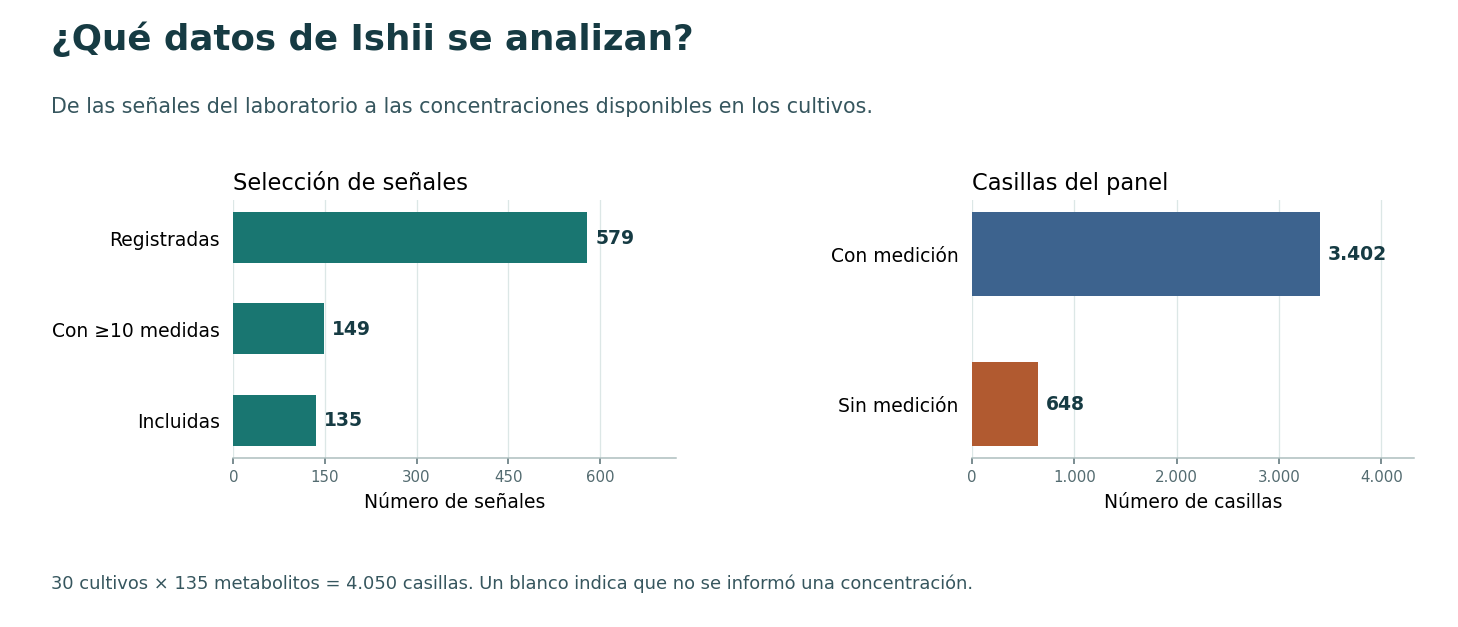 ¿Qué datos de Ishii se analizan?
De las señales del laboratorio a las concentraciones disponibles en los cultivos.
Selección de señales
Registradas
579
Con ≥10 medidas
149
Incluidas
135
0 150 300 450 600
Número de señales
Casillas del panel
Con medición
3.402
Sin medición
648
0 1.000 2.000 3.000 4.000
Número de casillas
30 cultivos × 135 metabolitos = 4.050 casillas. Un blanco indica que no se informó una concentración.